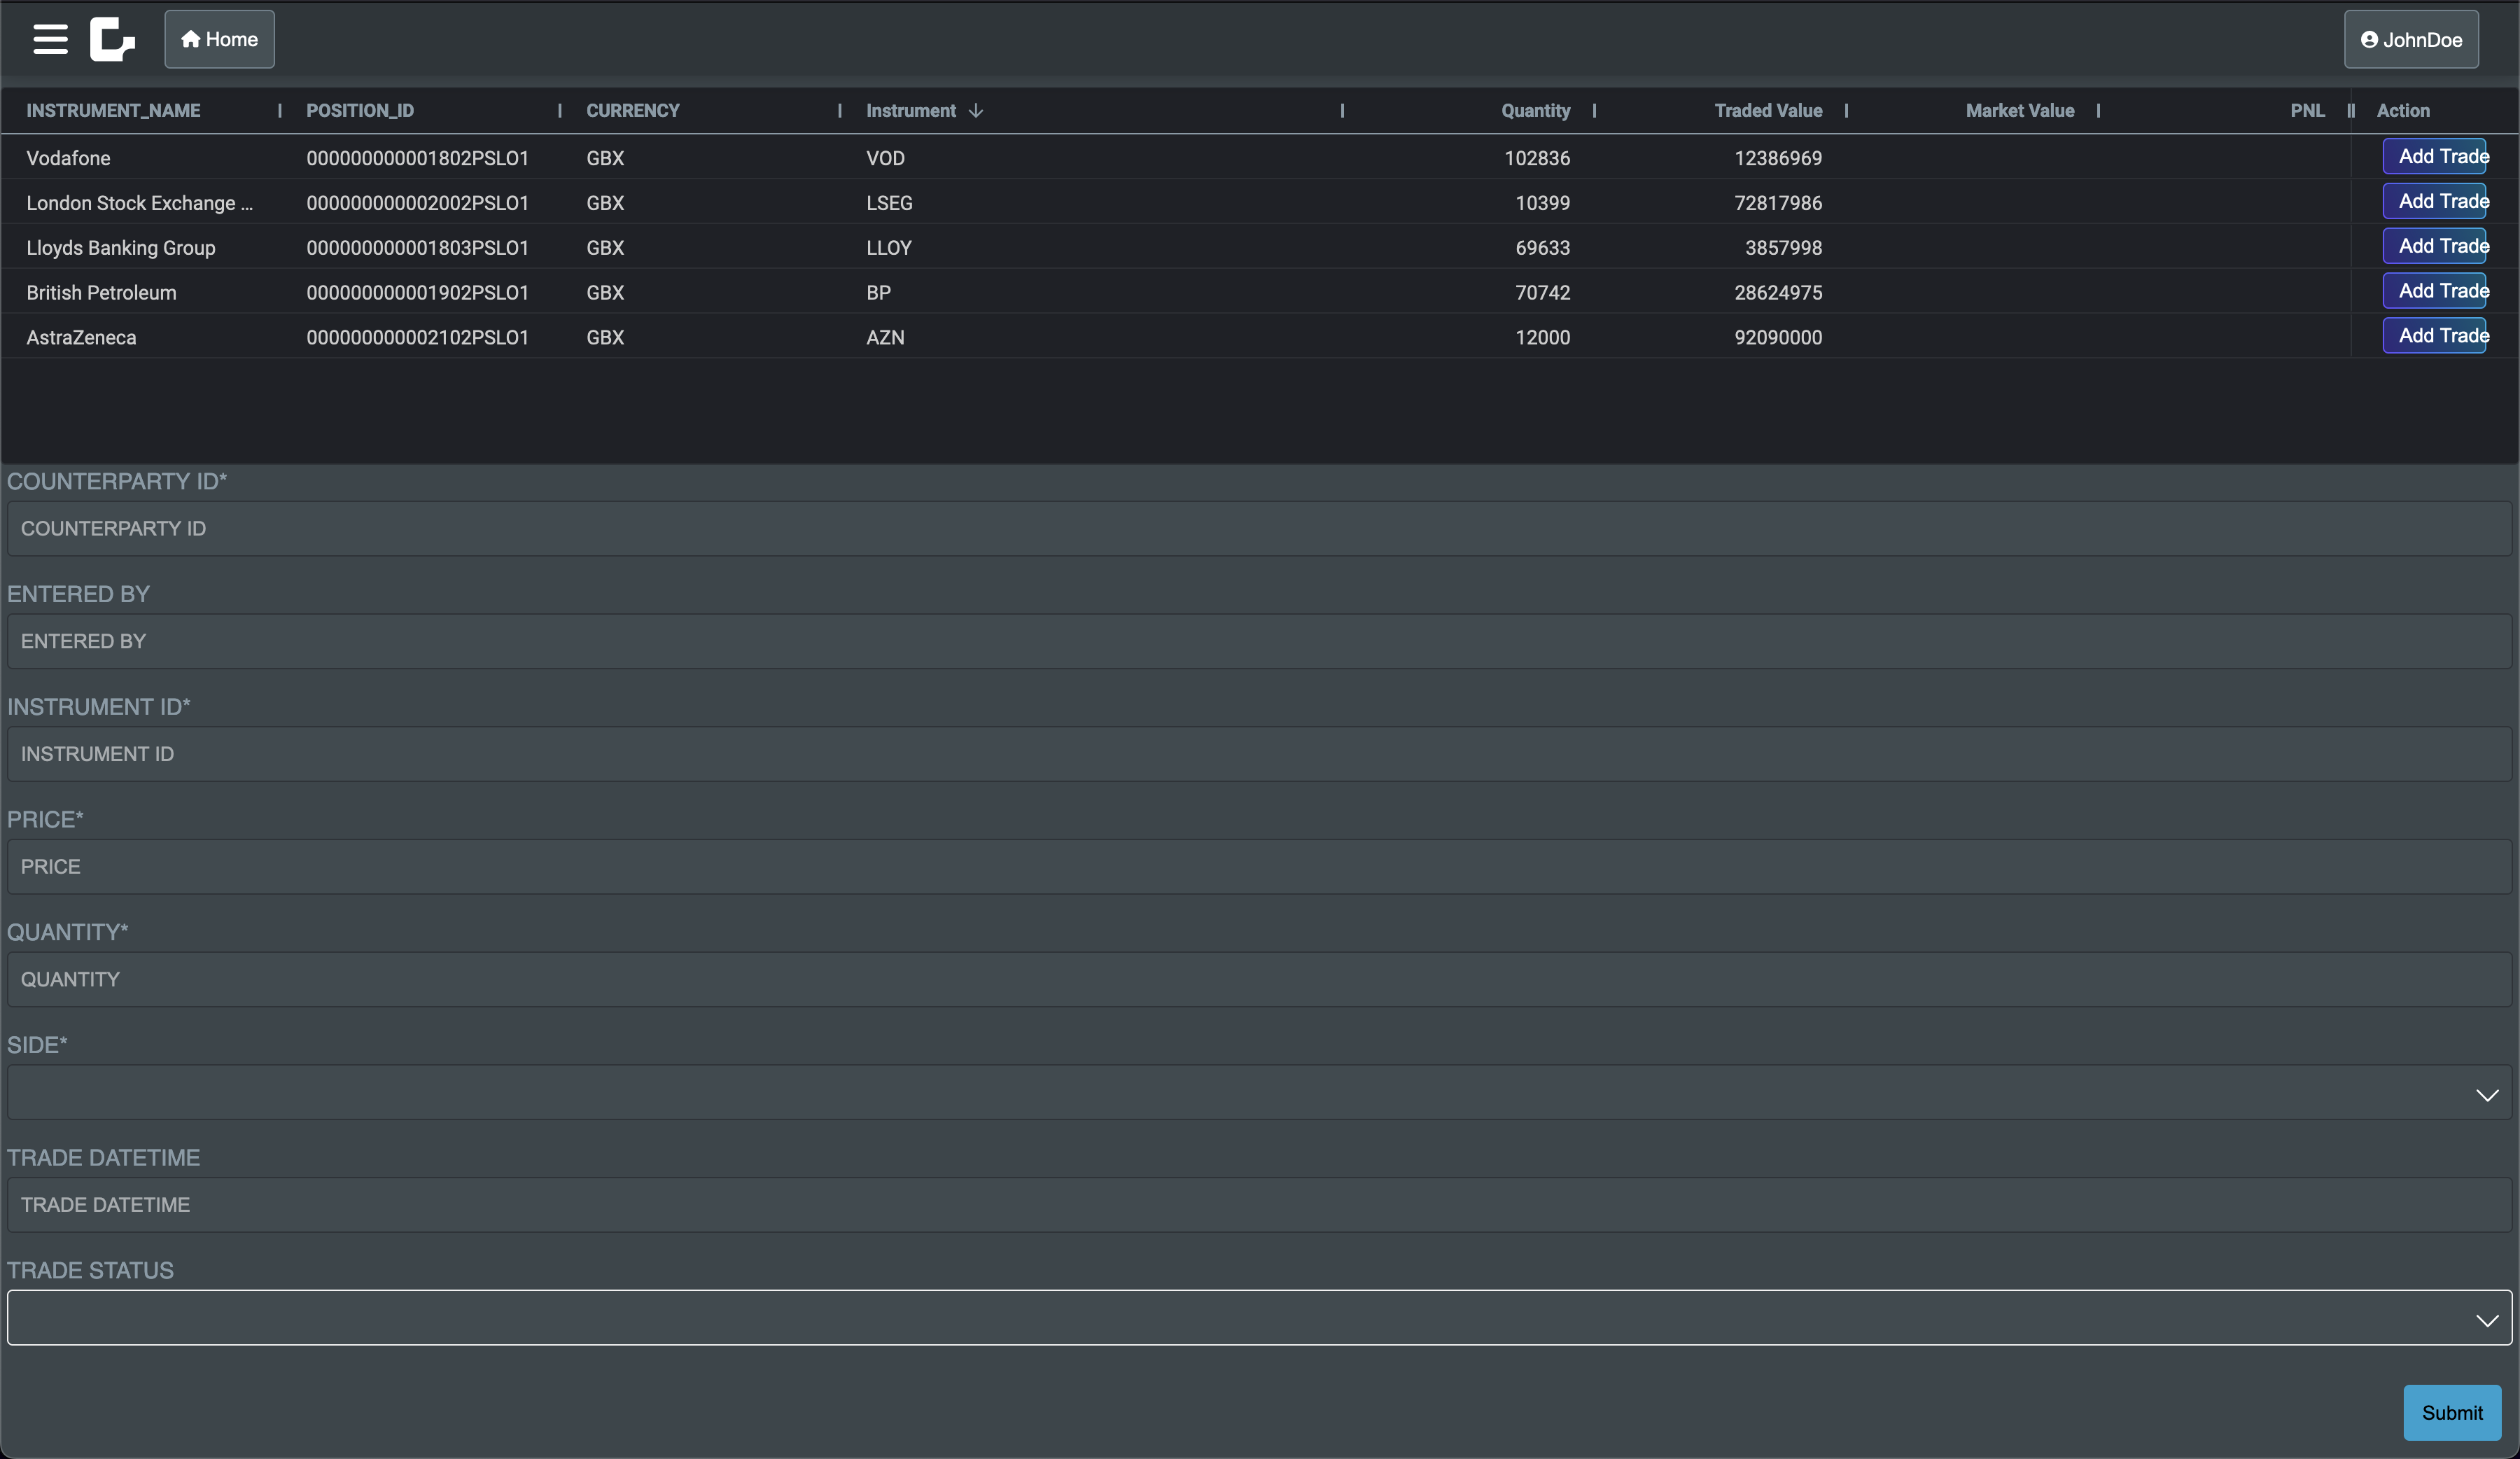 Home
JohnDoe
INSTRUMENT_NAME POSITION_ID CURRENCY Instrument Quantity Traded Value Market Value PNL Action
Vodafone 000000000001802PSLO1 GBX VOD 102836 12386969 Add Trade
London Stock Exchange ... 000000000002002PSLO1 GBX LSEG 10399 72817986 Add Trade
Lloyds Banking Group 000000000001803PSLO1 GBX LLOY 69633 3857998 Add Trade
British Petroleum 000000000001902PSLO1 GBX BP 70742 28624975 Add Trade
AstraZeneca 000000000002102PSLO1 GBX AZN 12000 92090000 Add Trade
COUNTERPARTY ID*
COUNTERPARTY ID
ENTERED BY
ENTERED BY
INSTRUMENT ID*
INSTRUMENT ID
PRICE*
PRICE
QUANTITY*
QUANTITY
SIDE*
TRADE DATETIME
TRADE DATETIME
TRADE STATUS
Submit